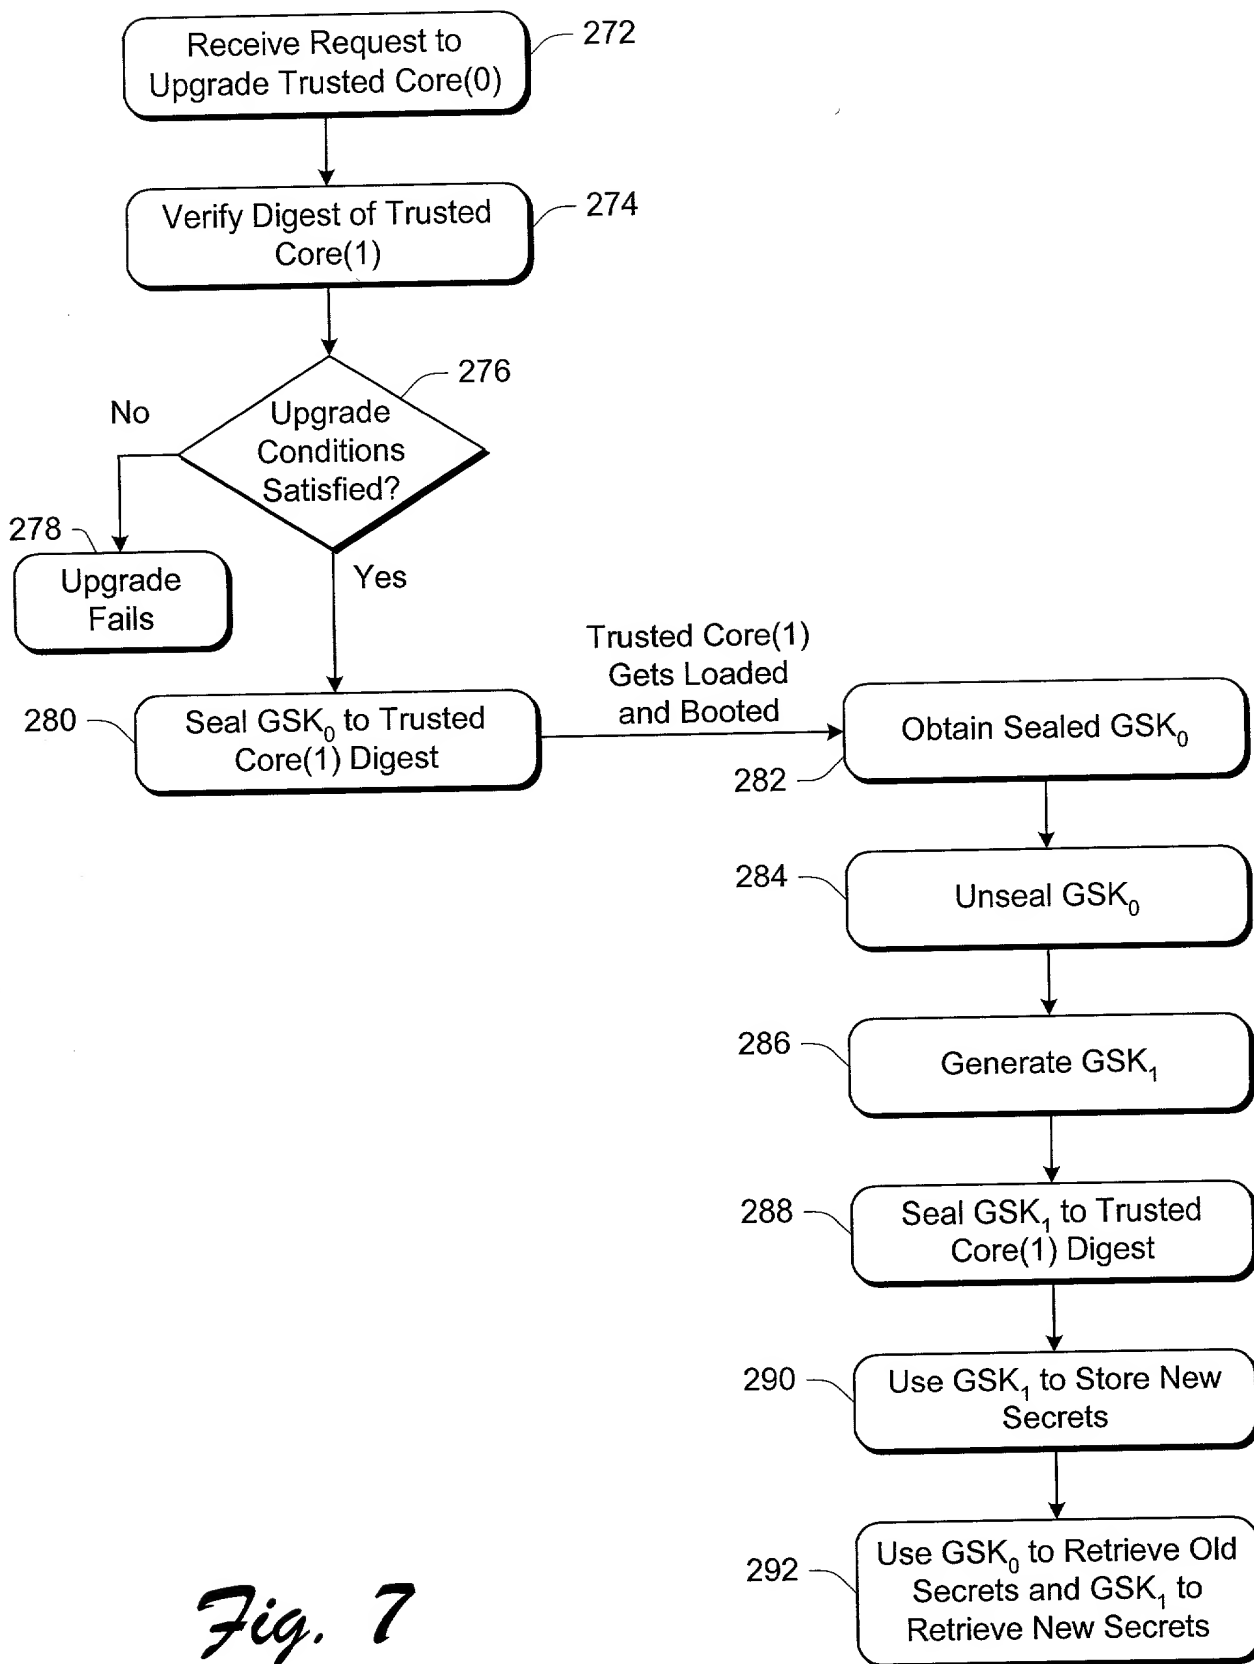 Receive Request to
Upgrade Trusted Core(0)
272
Verify Digest of Trusted
Core(1)
274
276
No
Upgrade
Conditions
Satisfied?
278
Upgrade
Fails
Yes
Trusted Core(1)
Gets Loaded
and Booted
280
Seal GSK₀ to Trusted
Core(1) Digest
Obtain Sealed GSK₀
282
284
Unseal GSK₀
286
Generate GSK₁
288
Seal GSK₁ to Trusted
Core(1) Digest
290
Use GSK₁ to Store New
Secrets
292
Use GSK₀ to Retrieve Old
Secrets and GSK₁ to
Retrieve New Secrets
Fig. 7